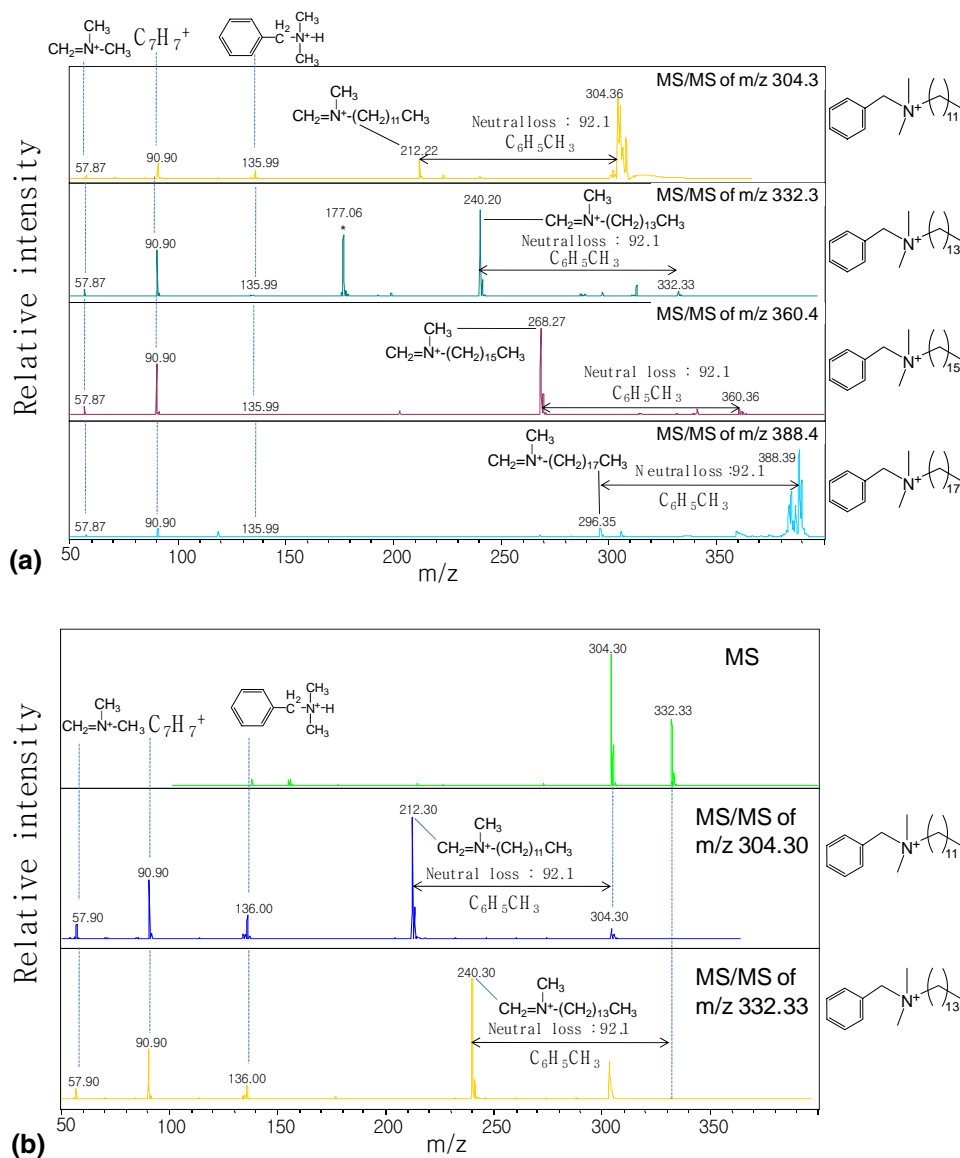 CH₃
CH₂=N⁺-CH₃
C₇H₇⁺
H₂
C
CH₃
N⁺-H
CH₃
Relative intensity
MS/MS of m/z 304.3
CH₃
CH₂=N⁺-(CH₂)₁₁CH₃
304.36
Neutralloss : 92.1
C₆H₅CH₃
57.87
90.90
135.99
212.22
N⁺
11
MS/MS of m/z 332.3
177.06
*
240.20
CH₃
CH₂=N⁺-(CH₂)₁₃CH₃
Neutralloss : 92.1
C₆H₅CH₃
90.90
57.87
135.99
332.33
N⁺
13
MS/MS of m/z 360.4
268.27
CH₃
CH₂=N⁺-(CH₂)₁₅CH₃
90.90
Neutral loss : 92.1
C₆H₅CH₃
57.87
135.99
360.36
N⁺
15
MS/MS of m/z 388.4
CH₃
CH₂=N⁺-(CH₂)₁₇CH₃
388.39
Neutralloss :92.1
C₆H₅CH₃
57.87
90.90
135.99
296.35
N⁺
17
50 100 150 200 250 300 350
m/z
(a)
Relative intensity
304.30
MS
332.33
CH₃
CH₂=N⁺-CH₃
C₇H₇⁺
H₂
C
CH₃
N⁺-H
CH₃
MS/MS of
m/z 304.30
212.30
CH₃
CH₂=N⁺-(CH₂)₁₁CH₃
Neutral loss : 92.1
C₆H₅CH₃
90.90
57.90
136.00
304.30
N⁺
11
MS/MS of
m/z 332.33
240.30
CH₃
CH₂=N⁺-(CH₂)₁₃CH₃
Neutral loss :92.1
C₆H₅CH₃
90.90
57.90
136.00
N⁺
13
50 100 150 200 250 300 350
m/z
(b)